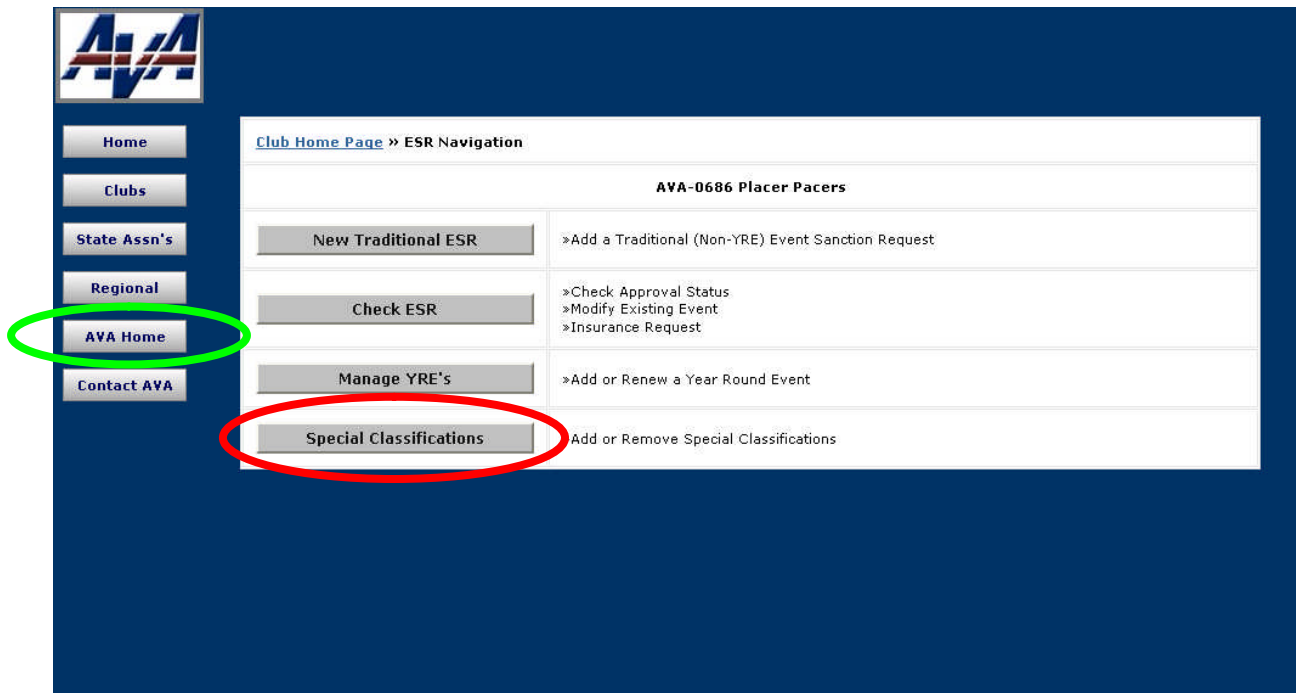 AVA
Home
Clubs
State Assn's
Regional
AVA Home
Contact AVA
Club Home Page » ESR Navigation
AVA-0686 Placer Pacers
New Traditional ESR
»Add a Traditional (Non-YRE) Event Sanction Request
Check ESR
»Check Approval Status
»Modify Existing Event
»Insurance Request
Manage YRE's
»Add or Renew a Year Round Event
Special Classifications
»Add or Remove Special Classifications